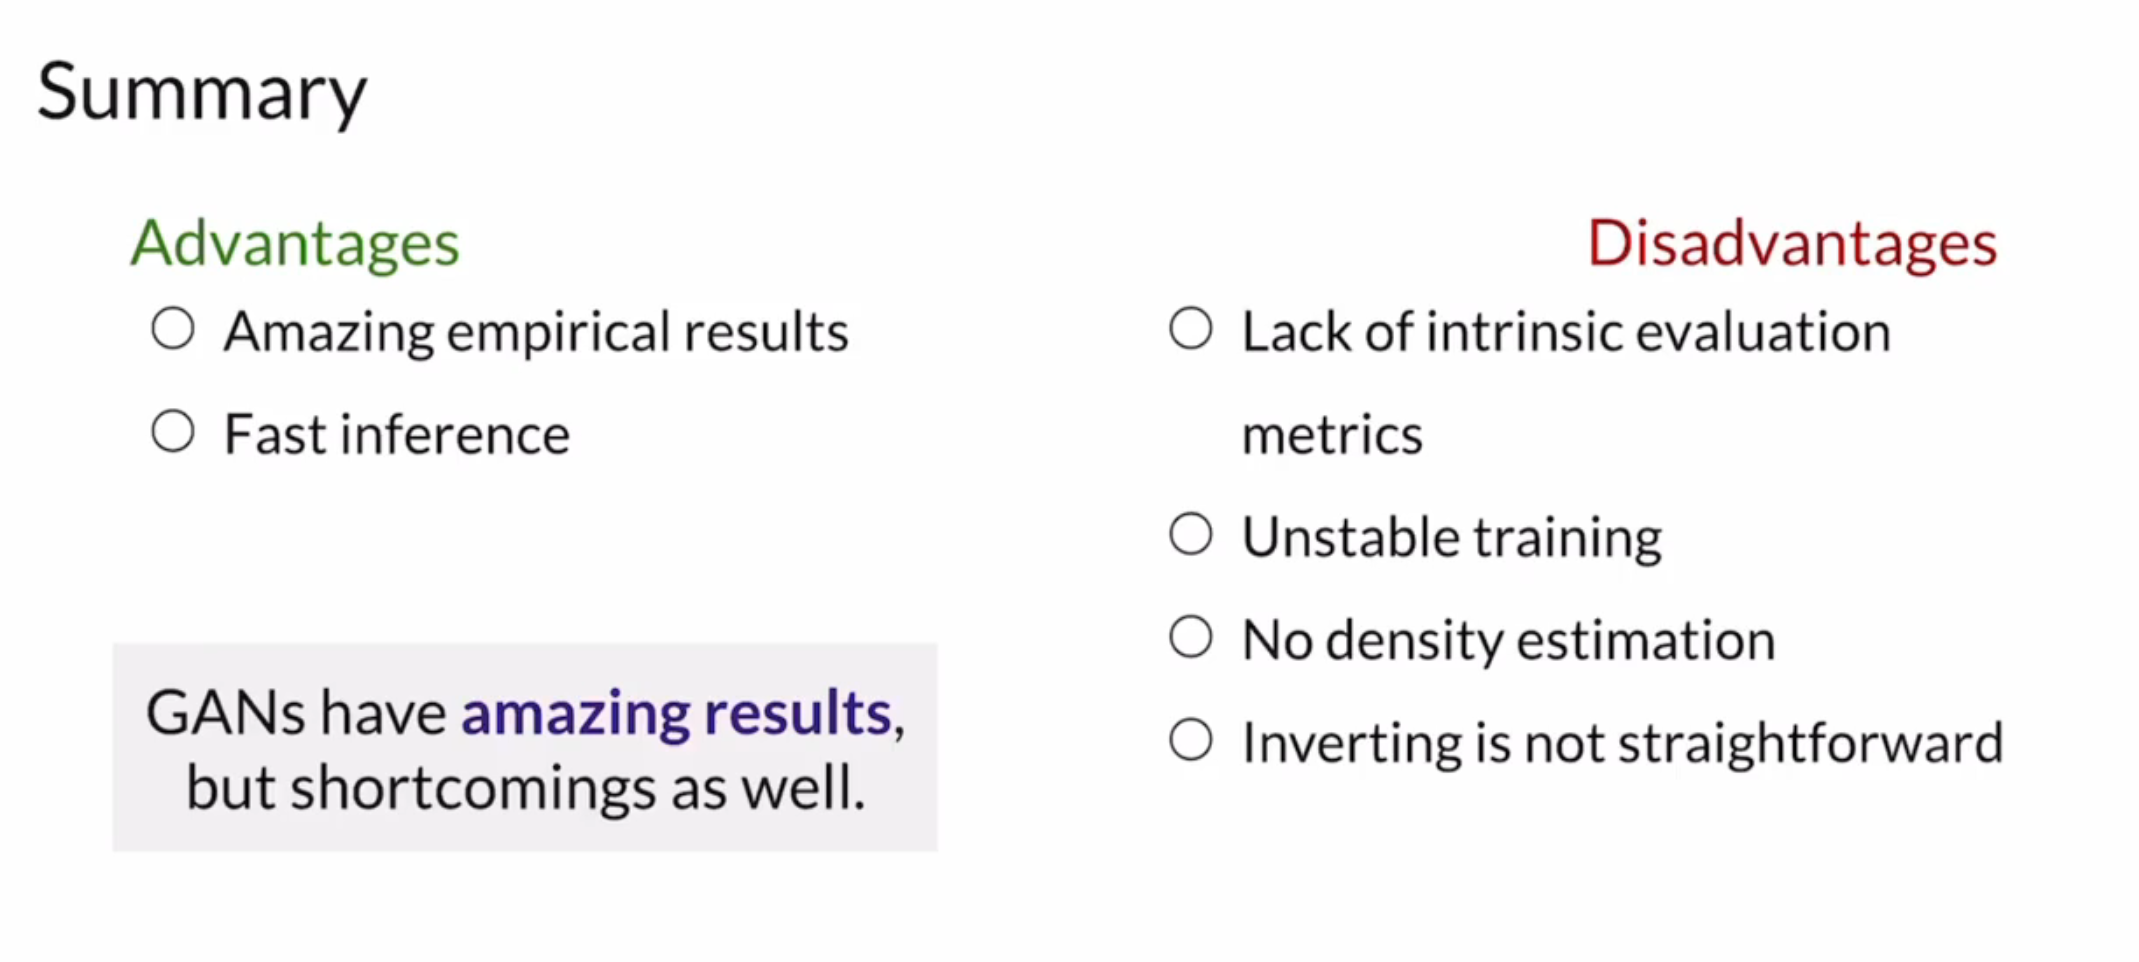 Summary
Advantages
Amazing empirical results
Fast inference
GANs have amazing results,
but shortcomings as well.
Disadvantages
Lack of intrinsic evaluation
metrics
Unstable training
No density estimation
Inverting is not straightforward